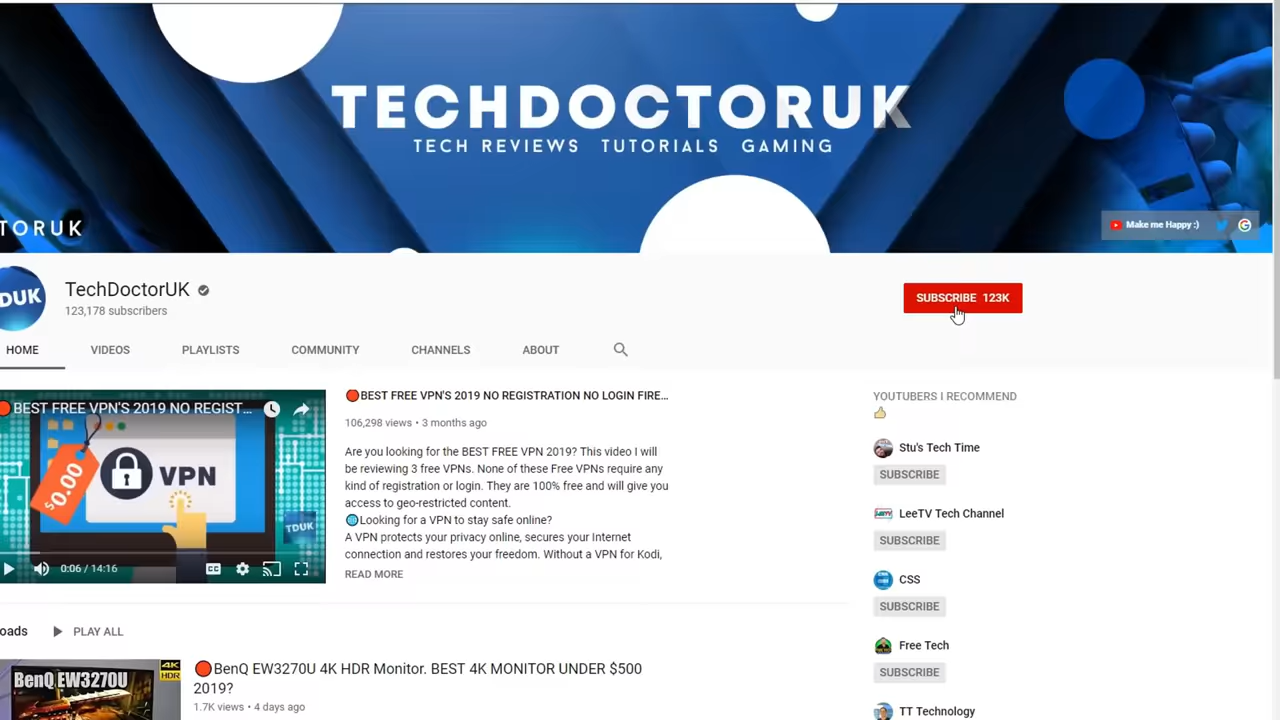 TECHDOCTORUK
TECH REVIEWS TUTORIALS GAMING
TORUK
Make me Happy :)
DUK
TechDoctorUK
123,178 subscribers
SUBSCRIBE 123K
HOME VIDEOS PLAYLISTS COMMUNITY CHANNELS ABOUT
BEST FREE VPN'S 2019 NO REGIST...
$0.00
VPN
TDUK
0:06 / 14:16
CC
BEST FREE VPN'S 2019 NO REGISTRATION NO LOGIN FIRE...
106,298 views • 3 months ago
Are you looking for the BEST FREE VPN 2019? This video I will
be reviewing 3 free VPNs. None of these Free VPNs require any
kind of registration or login. They are 100% free and will give you
access to geo-restricted content.
Looking for a VPN to stay safe online?
A VPN protects your privacy online, secures your Internet
connection and restores your freedom. Without a VPN for Kodi,
READ MORE
YOUTUBERS I RECOMMEND
Stu's Tech Time
SUBSCRIBE
LeeTV Tech Channel
SUBSCRIBE
CSS
SUBSCRIBE
Free Tech
SUBSCRIBE
TT Technology
oads PLAY ALL
BenQ EW3270U
4K
HDR
BenQ EW3270U 4K HDR Monitor. BEST 4K MONITOR UNDER $500
2019?
1.7K views • 4 days ago